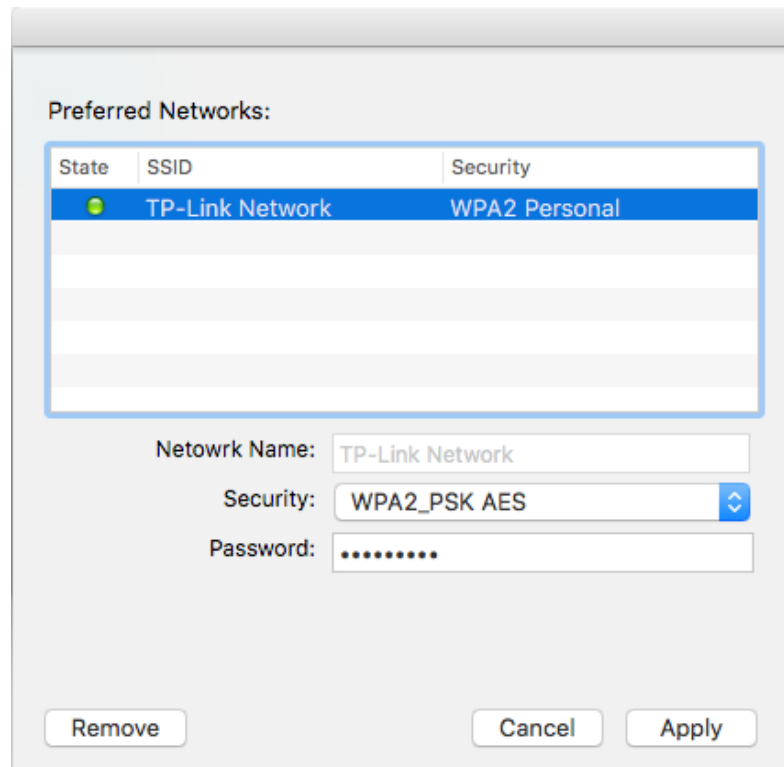 Preferred Networks:
State SSID Security
TP-Link Network WPA2 Personal
Netowrk Name: TP-Link Network
Security: WPA2_PSK AES
Password: •••••••••
Remove Cancel Apply